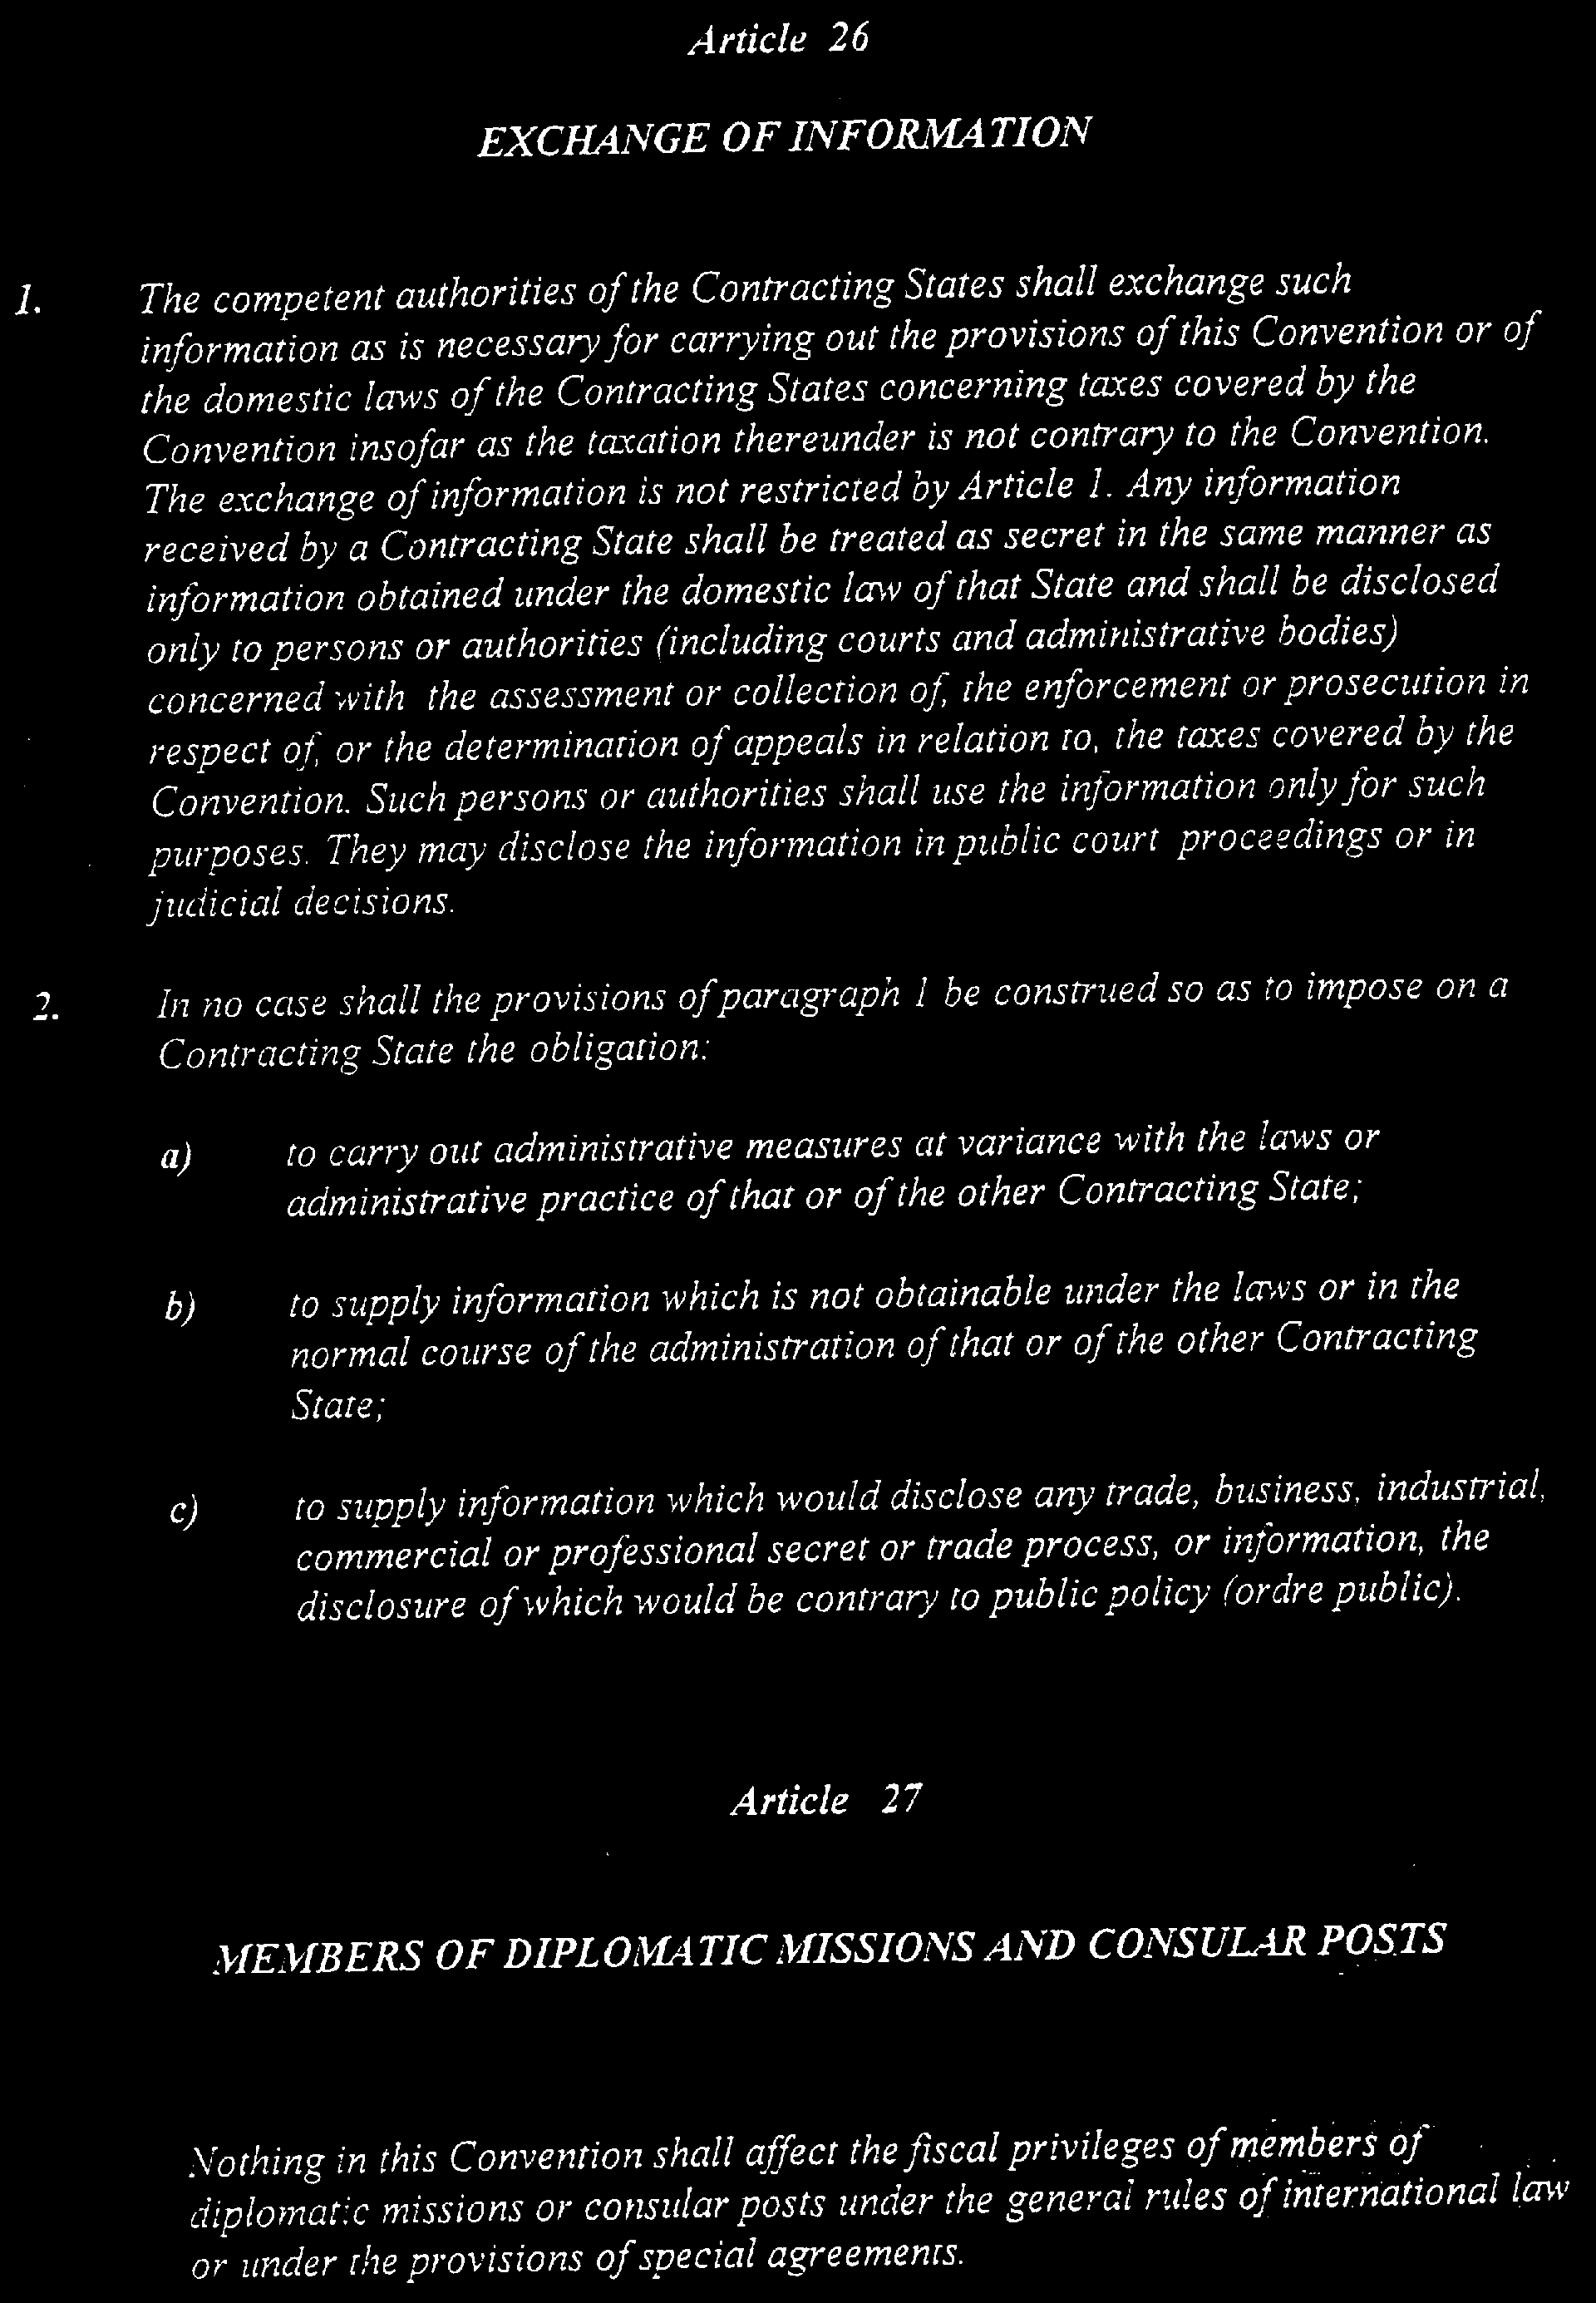 Article 26
EXCHANGE OF INFORMATION
1. The competent authorities of the Contracting States shall exchange such
information as is necessary for carrying out the provisions of this Convention or of
the domestic laws of the Contracting States concerning taxes covered by the
Convention insofar as the taxation thereunder is not contrary to the Convention.
The exchange of information is not restricted by Article 1. Any information
received by a Contracting State shall be treated as secret in the same manner as
information obtained under the domestic law of that State and shall be disclosed
only to persons or authorities (including courts and administrative bodies)
concerned with the assessment or collection of, the enforcement or prosecution in
respect of, or the determination of appeals in relation to, the taxes covered by the
Convention. Such persons or authorities shall use the information only for such
purposes. They may disclose the information in public court proceedings or in
judicial decisions.
2. In no case shall the provisions of paragraph 1 be construed so as to impose on a
Contracting State the obligation:
a) to carry out administrative measures at variance with the laws or
administrative practice of that or of the other Contracting State;
b) to supply information which is not obtainable under the laws or in the
normal course of the administration of that or of the other Contracting
State;
c) to supply information which would disclose any trade, business, industrial,
commercial or professional secret or trade process, or information, the
disclosure of which would be contrary to public policy (ordre public).
Article 27
MEMBERS OF DIPLOMATIC MISSIONS AND CONSULAR POSTS
Nothing in this Convention shall affect the fiscal privileges of members of
diplomatic missions or consular posts under the general rules of international law
or under the provisions of special agreements.